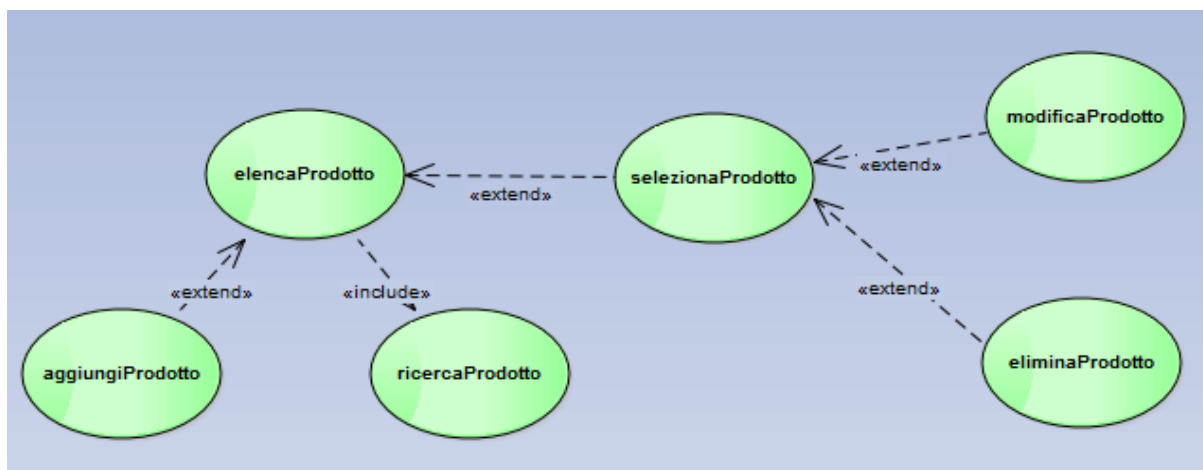 modificaProdotto
elencaProdotto
selezionaProdotto
«extend»
«extend»
«extend»
«include»
«extend»
aggiungiProdotto
ricercaProdotto
eliminaProdotto